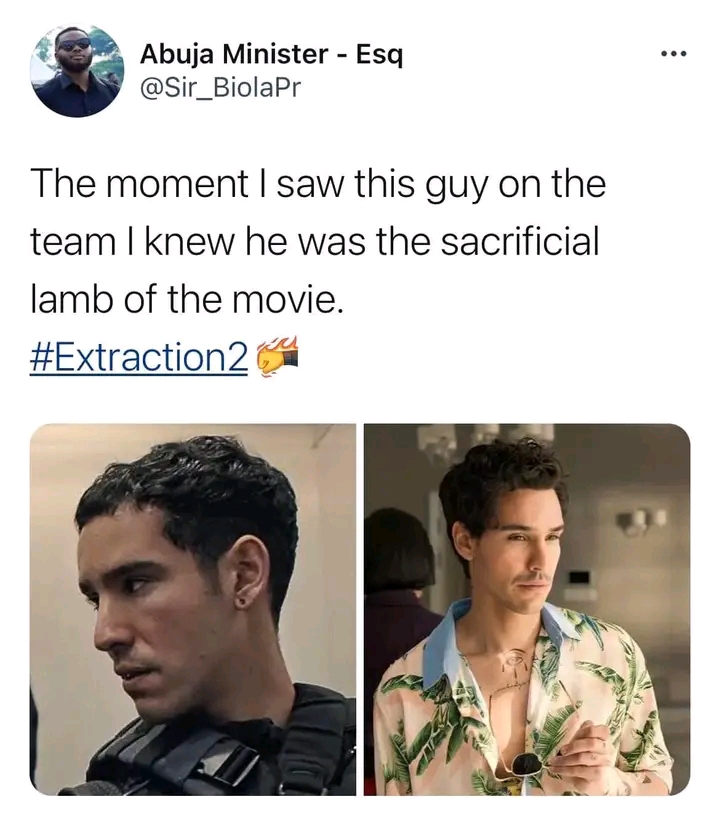 Abuja Minister - Esq
@Sir_BiolaPr
The moment I saw this guy on the
team I knew he was the sacrificial
lamb of the movie.
#Extraction2